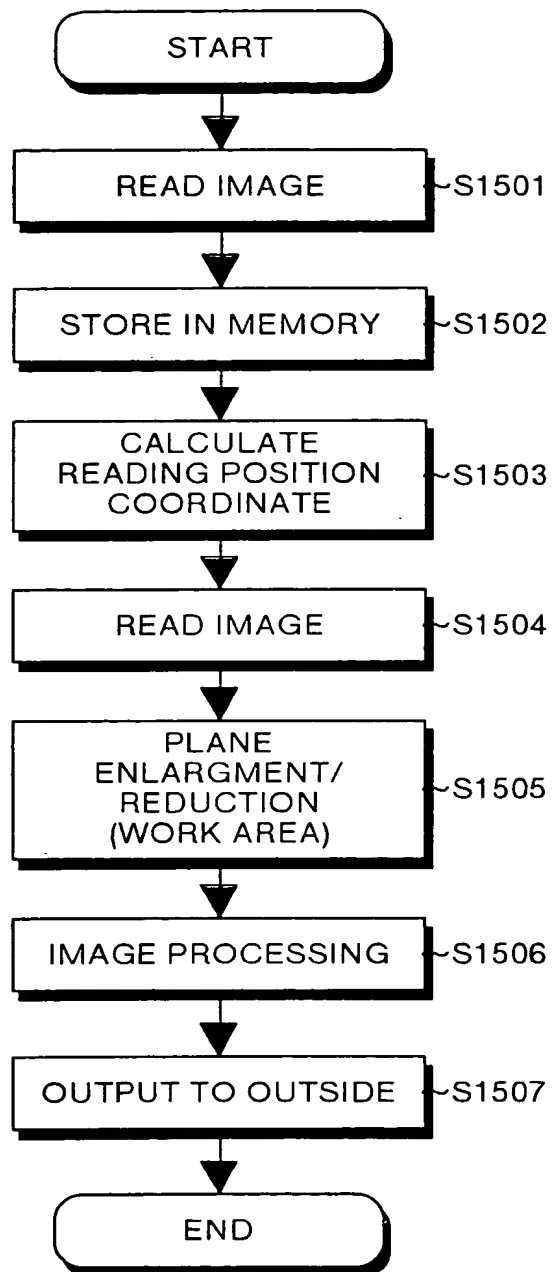 START
READ IMAGE ~S1501
STORE IN MEMORY ~S1502
CALCULATE
READING POSITION ~S1503
COORDINATE
READ IMAGE ~S1504
PLANE
ENLARGMENT/
REDUCTION ~S1505
(WORK AREA)
IMAGE PROCESSING ~S1506
OUTPUT TO OUTSIDE ~S1507
END